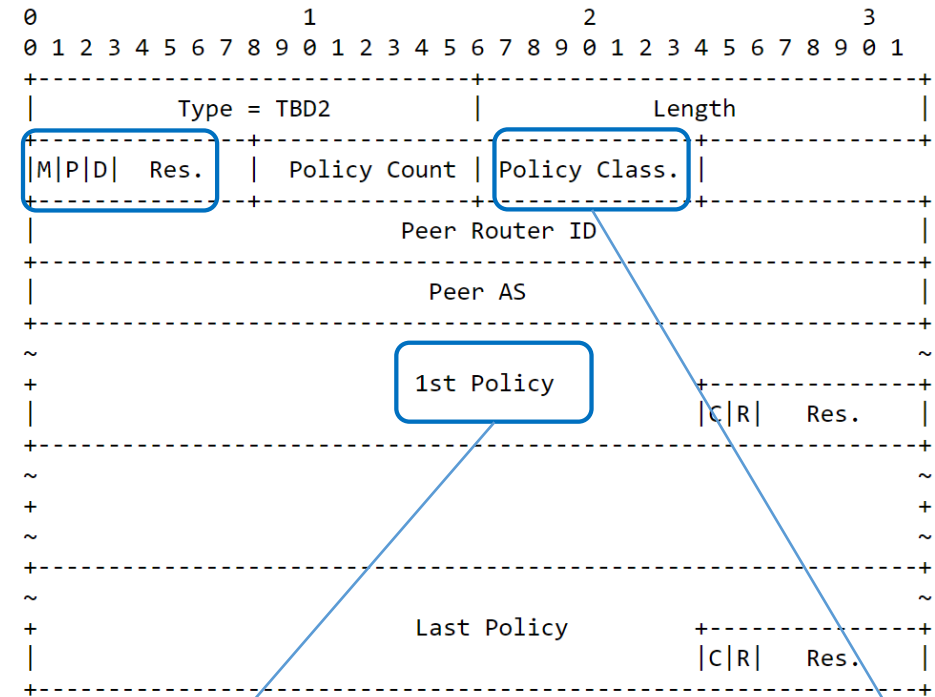 0                   1                   2                   3
0 1 2 3 4 5 6 7 8 9 0 1 2 3 4 5 6 7 8 9 0 1 2 3 4 5 6 7 8 9 0 1
+-------------------------------+-------------------------------+
|          Type = TBD2          |            Length             |
+---------------+---------------+---------------+---------------+
|M|P|D|  Res.   |  Policy Count | Policy Class. |
+---------------+---------------+---------------+---------------+
|                          Peer Router ID                       |
+---------------------------------------------------------------+
|                            Peer AS                            |
+---------------------------------------------------------------+
~                                                               ~
+                           1st Policy          +---------------+
|                                               |C|R|   Res.    |
+---------------------------------------------------------------+
~                                                               ~
+                                                               +
~                                                               ~
+---------------------------------------------------------------+
~                                                               ~
+                           Last Policy         +---------------+
|                                               |C|R|   Res.    |
+---------------------------------------------------------------+